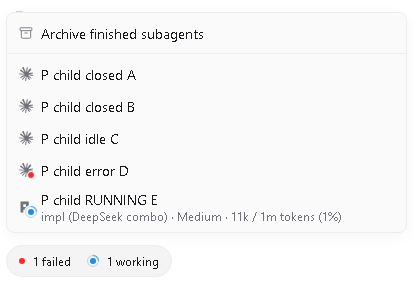 Archive finished subagents
P child closed A
P child closed B
P child idle C
P child error D
P child RUNNING E
impl (DeepSeek combo) · Medium · 11k / 1m tokens (1%)
1 failed 1 working